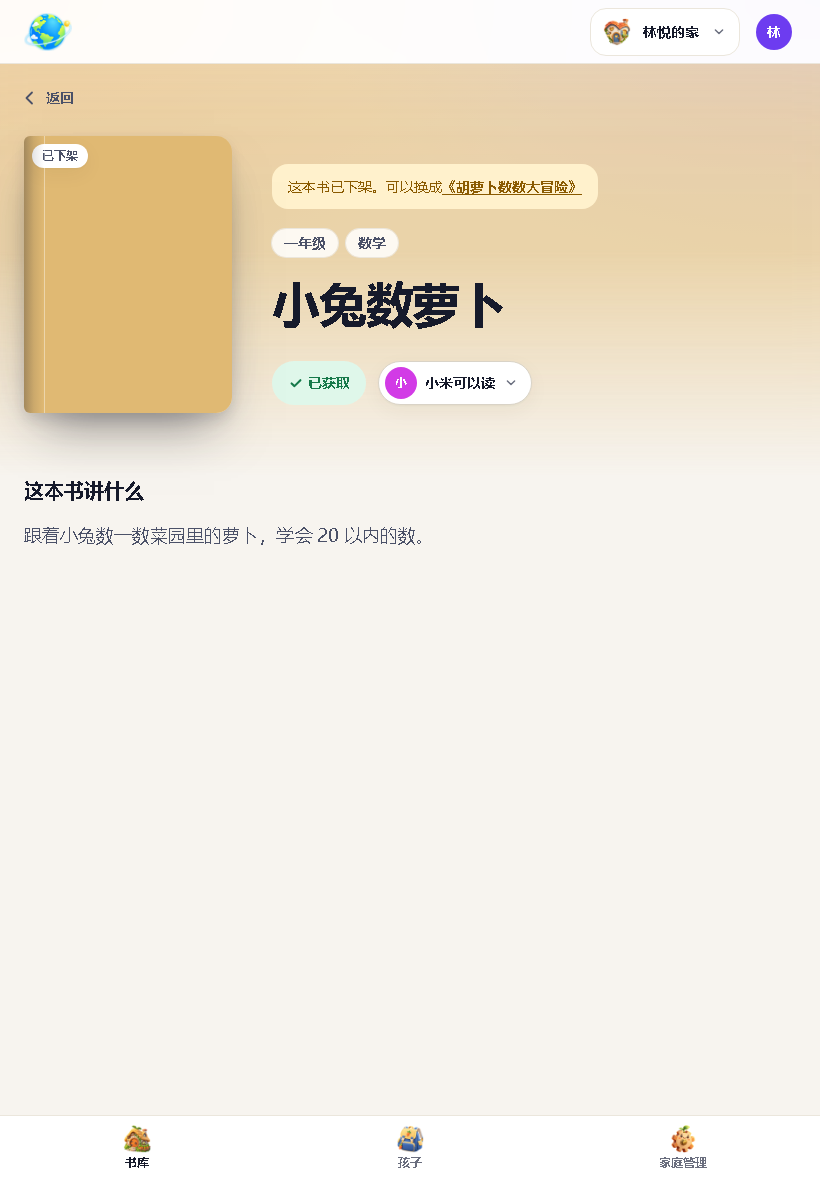 林悦的家
林
返回
已下架
这本书已下架。可以换成《胡萝卜数数大冒险》
一年级
数学
小兔数萝卜
已获取
小
小米可以读
这本书讲什么
跟着小兔数一数菜园里的萝卜，学会 20 以内的数。
书库
孩子
家庭管理